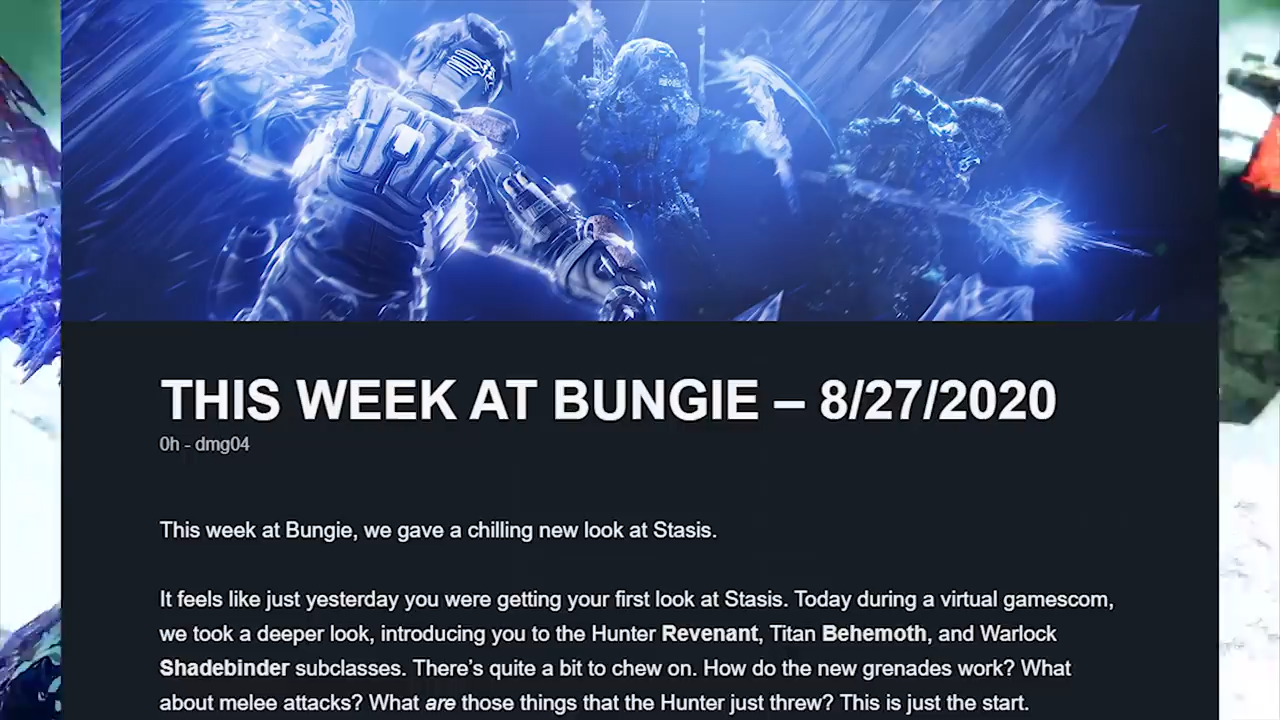 THIS WEEK AT BUNGIE – 8/27/2020
0h - dmg04
This week at Bungie, we gave a chilling new look at Stasis.
It feels like just yesterday you were getting your first look at Stasis. Today during a virtual gamescom,
we took a deeper look, introducing you to the Hunter Revenant, Titan Behemoth, and Warlock
Shadebinder subclasses. There’s quite a bit to chew on. How do the new grenades work? What
about melee attacks? What are those things that the Hunter just threw? This is just the start.